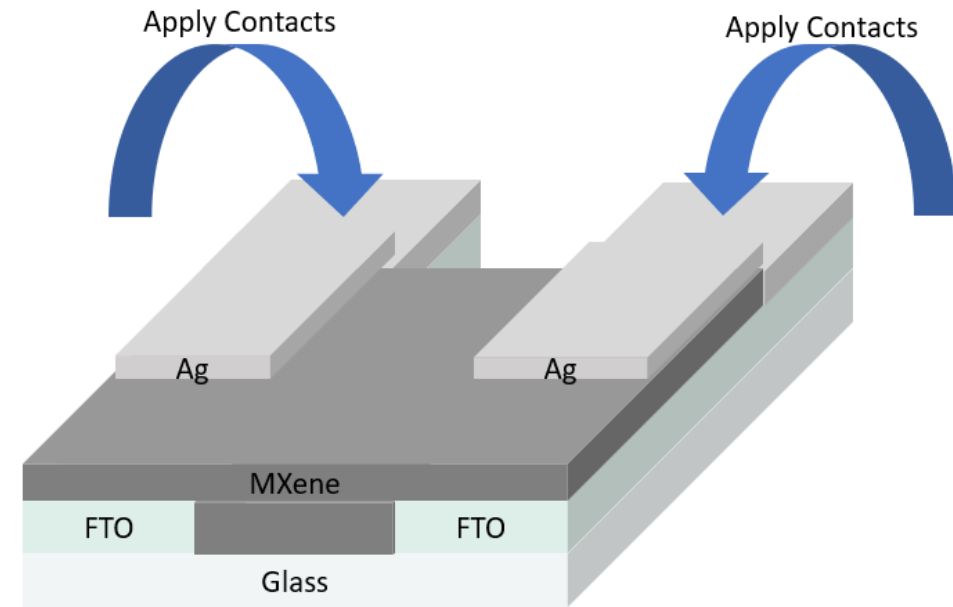 Apply Contacts
Apply Contacts
Ag
Ag
MXene
FTO
FTO
Glass